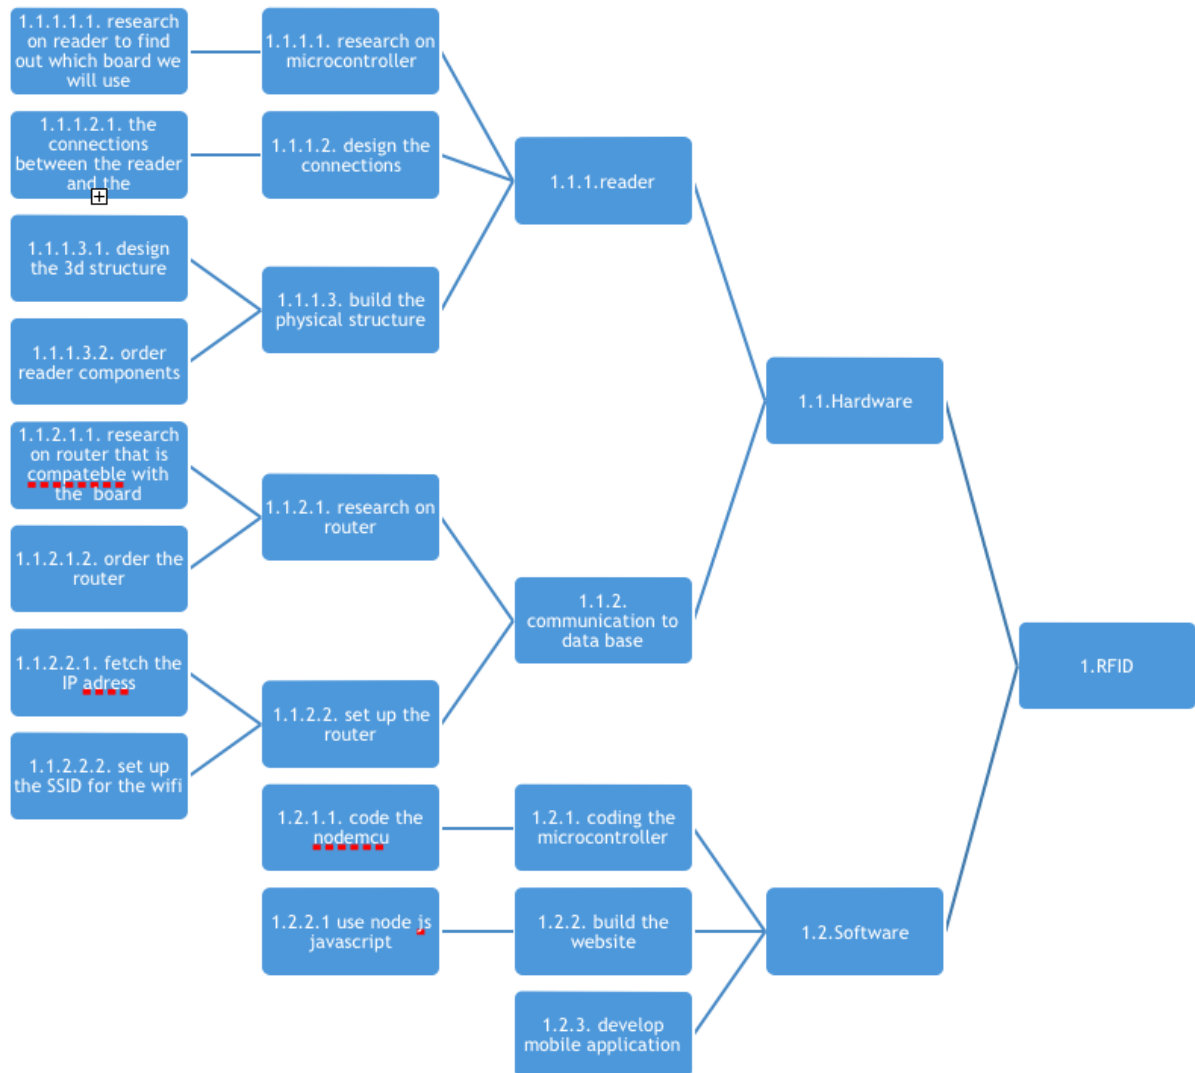 1.1.1.1.1. research
on reader to find
out which board we
will use
1.1.1.1. research on
microcontroller
1.1.1.2.1. the
connections
between the reader
and the
1.1.1.2. design the
connections
1.1.1.reader
1.1.1.3.1. design
the 3d structure
1.1.1.3. build the
physical structure
1.1.1.3.2. order
reader components
1.1.Hardware
1.1.2.1.1. research
on router that is
compateble with
the board
1.1.2.1. research on
router
1.1.2.1.2. order the
router
1.1.2.
communication to
data base
1.1.2.2.1. fetch the
IP adress
1.RFID
1.1.2.2. set up the
router
1.1.2.2.2. set up
the SSID for the wifi
1.2.1.1. code the
nodemcu
1.2.1. coding the
microcontroller
1.2.2.1 use node js
javascript
1.2.2. build the
website
1.2.Software
1.2.3. develop
mobile application